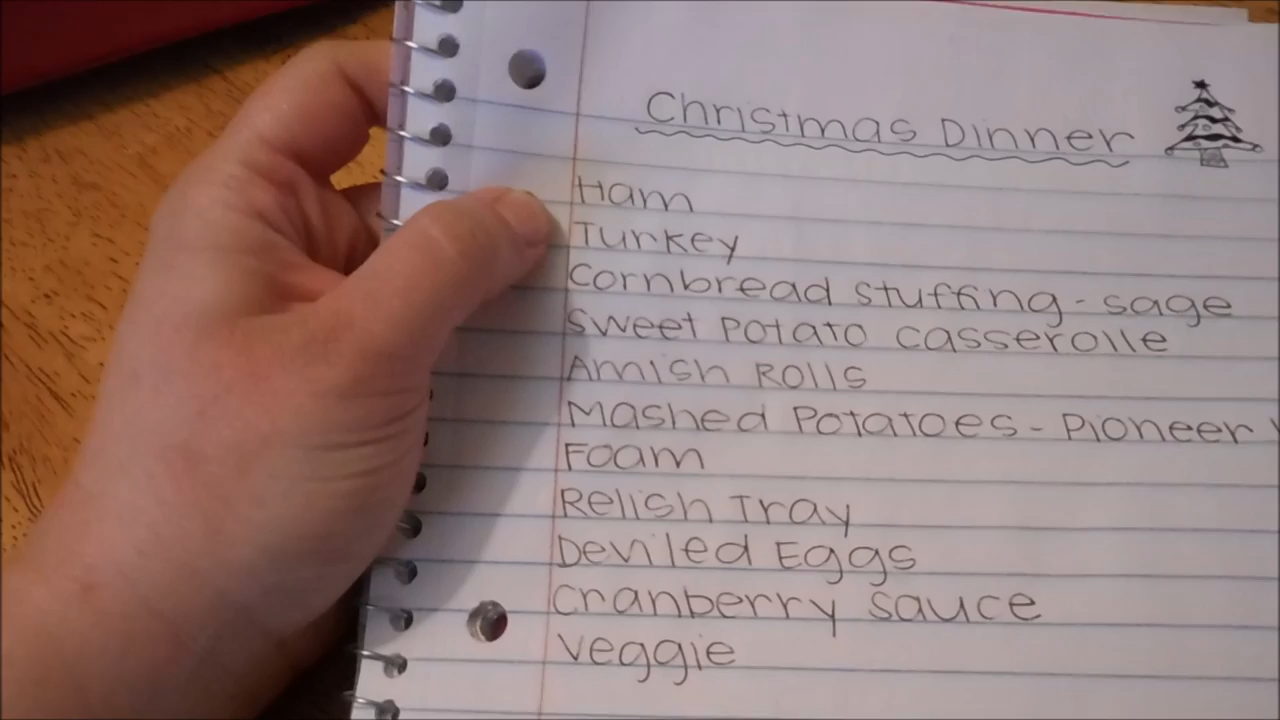 Christmas Dinner
Ham
Turkey
Cornbread stuffing - sage
Sweet Potato Casserolle
Amish Rolls
Mashed Potatoes - Pioneer
Foam
Relish Tray
Deviled Eggs
Cranberry Sauce
Veggie